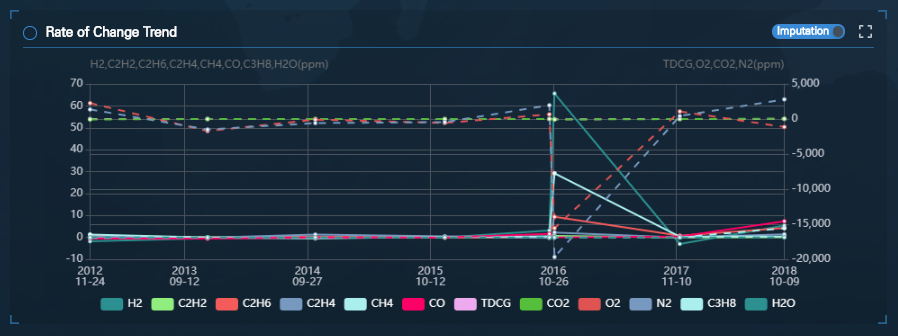 Rate of Change Trend
Imputation
H2,C2H2,C2H6,C2H4,CH4,CO,C3H8,H2O(ppm)
TDCG,O2,CO2,N2(ppm)
70
5,000
60
0
50
-5,000
40
30
-10,000
20
10
-15,000
0
-10
-20,000
2012 2013 2014 2015 2016 2017 2018
11-24 09-12 09-27 10-12 10-26 11-10 10-09
H2 C2H2 C2H6 C2H4 CH4 CO TDCG CO2 O2 N2 C3H8 H2O